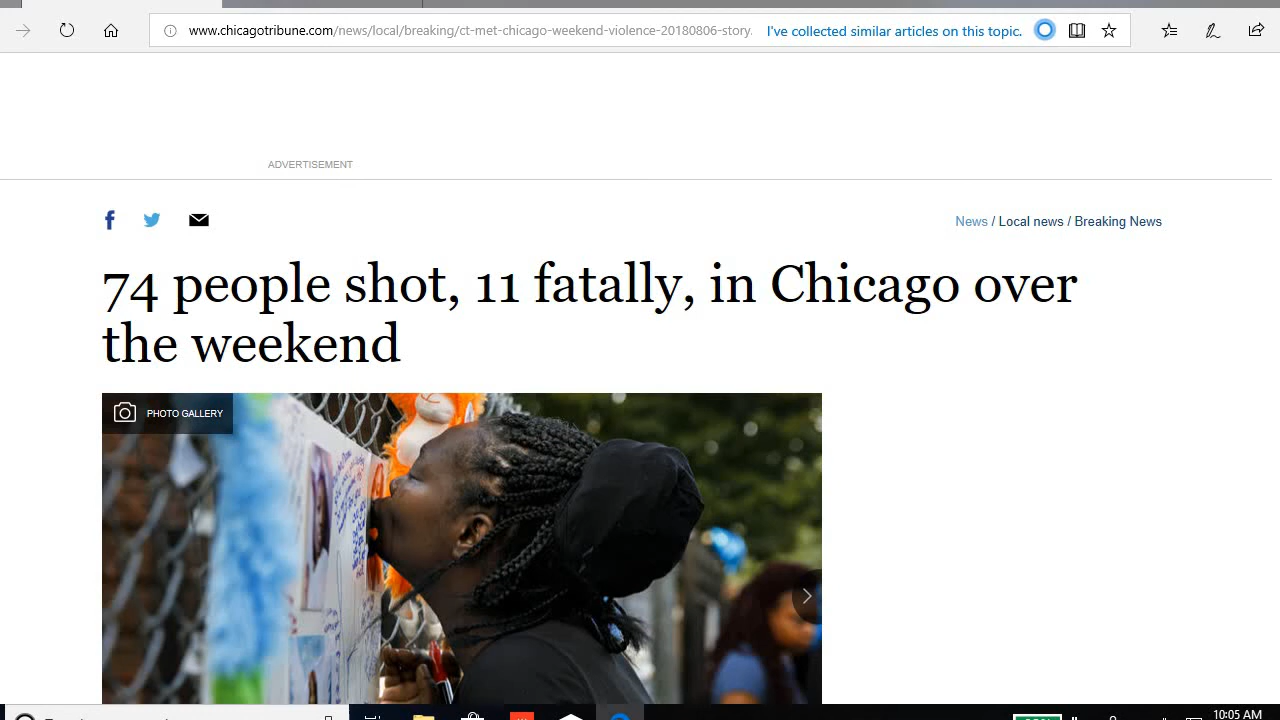 www.chicagotribune.com/news/local/breaking/ct-met-chicago-weekend-violence-20180806-story. I've collected similar articles on this topic.
ADVERTISEMENT
News / Local news / Breaking News
74 people shot, 11 fatally, in Chicago over
the weekend
PHOTO GALLERY
10:05 AM